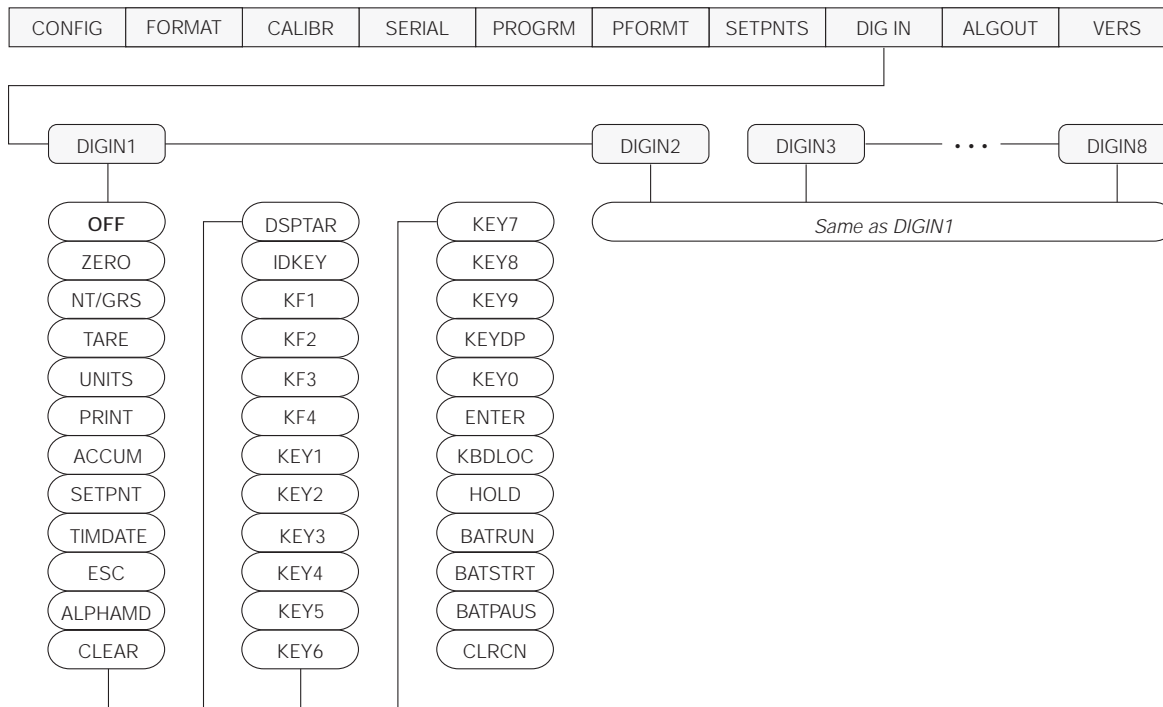 CONFIG FORMAT CALIBR SERIAL PROGRM PFORMT SETPNTS DIG IN ALGOUT VERS
DIGIN1 DIGIN2 DIGIN3 • • • DIGIN8
Same as DIGIN1
OFF
ZERO
NT/GRS
TARE
UNITS
PRINT
ACCUM
SETPNT
TIMDATE
ESC
ALPHAMD
CLEAR
DSPTAR
IDKEY
KF1
KF2
KF3
KF4
KEY1
KEY2
KEY3
KEY4
KEY5
KEY6
KEY7
KEY8
KEY9
KEYDP
KEY0
ENTER
KBDLOC
HOLD
BATRUN
BATSTRT
BATPAUS
CLRCN